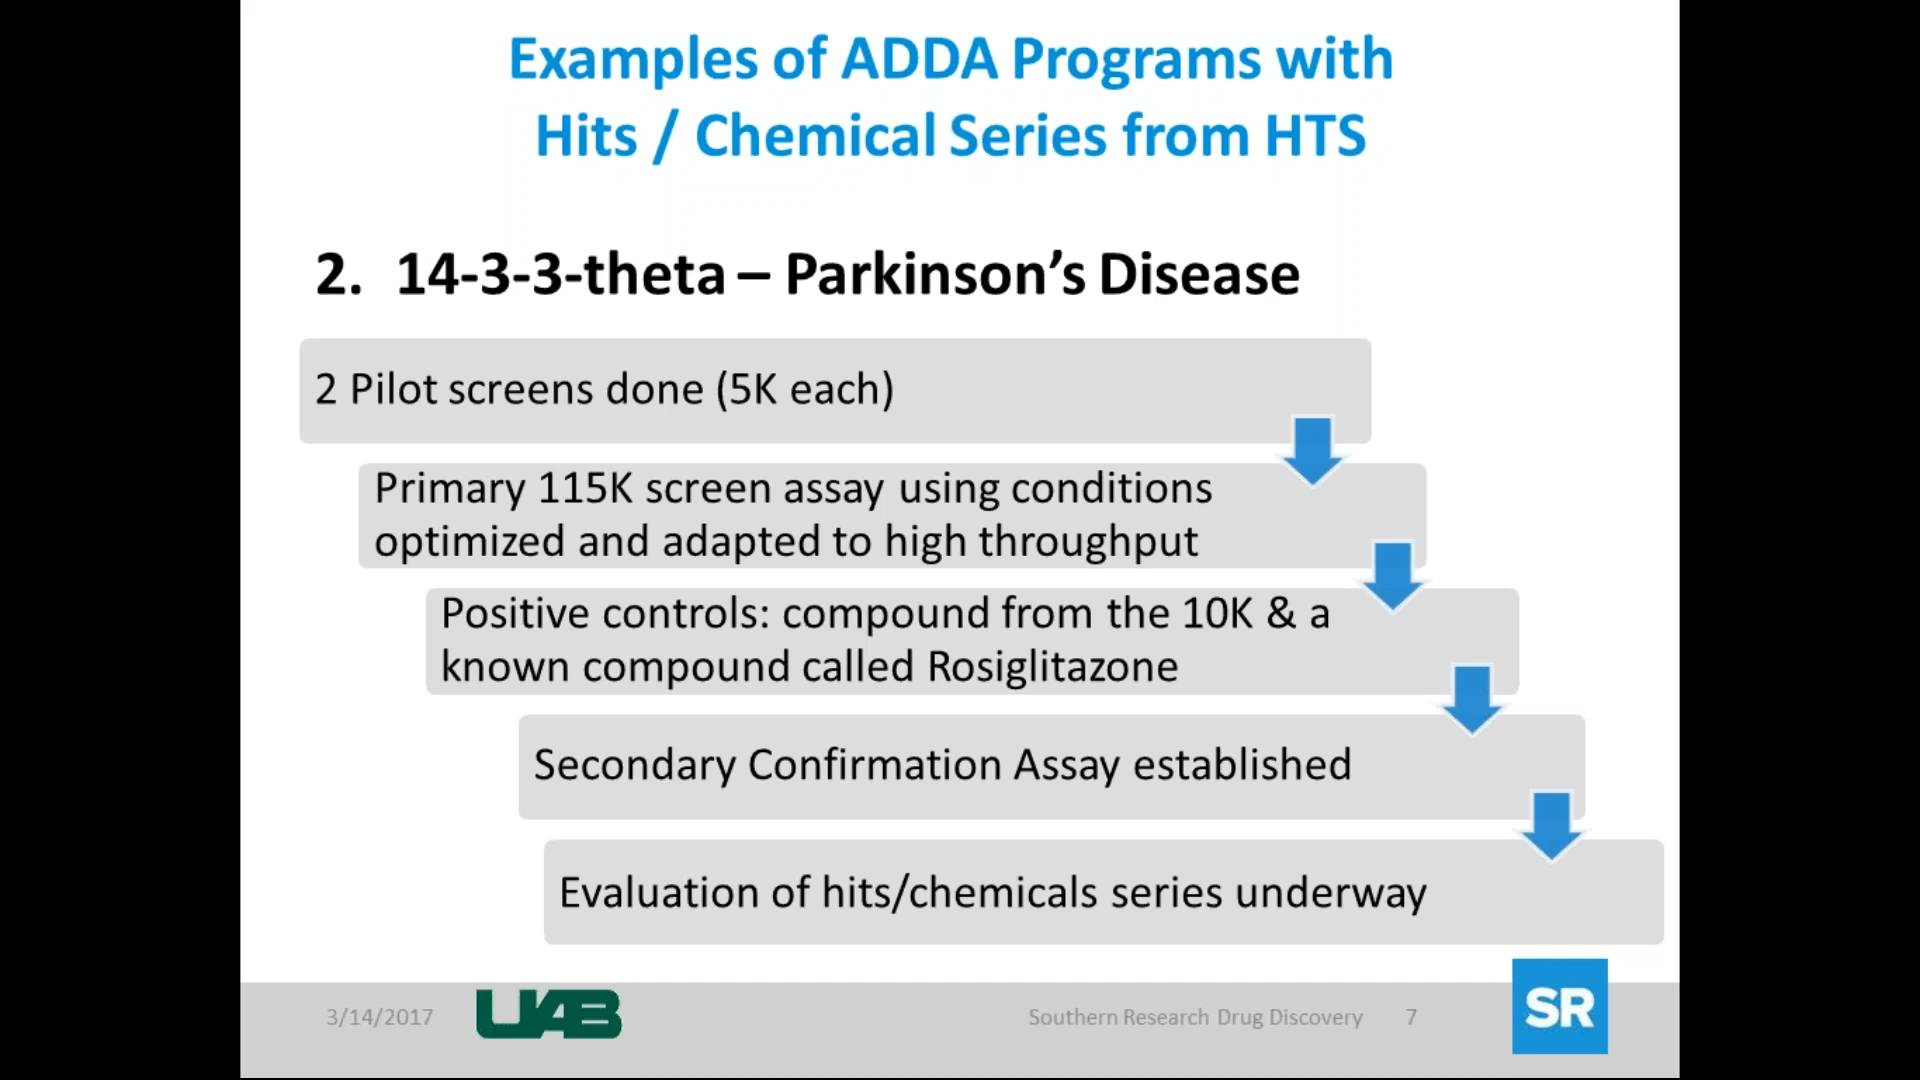 Examples of ADDA Programs with
Hits / Chemical Series from HTS
2. 14-3-3-theta – Parkinson’s Disease
2 Pilot screens done (5K each)
Primary 115K screen assay using conditions
optimized and adapted to high throughput
Positive controls: compound from the 10K & a
known compound called Rosiglitazone
Secondary Confirmation Assay established
Evaluation of hits/chemicals series underway
3/14/2017
UAB
Southern Research Drug Discovery
7
SR